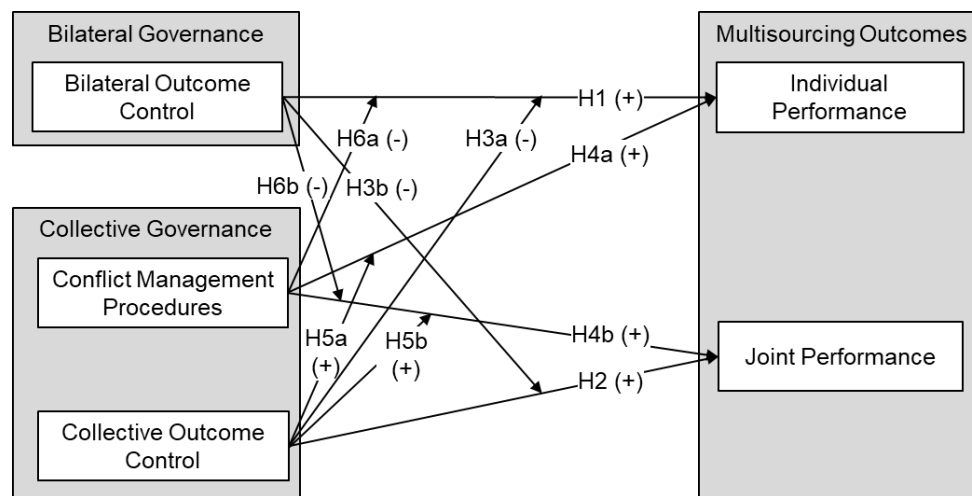 Bilateral Governance
Bilateral Outcome
Control
Collective Governance
Conflict Management
Procedures
Collective Outcome
Control
H1 (+)
H6a (-)
H3a (-)
H4a (+)
H6b (-)
H3b (-)
H5a
(+)
H5b
(+)
H4b (+)
H2 (+)
Multisourcing Outcomes
Individual
Performance
Joint Performance